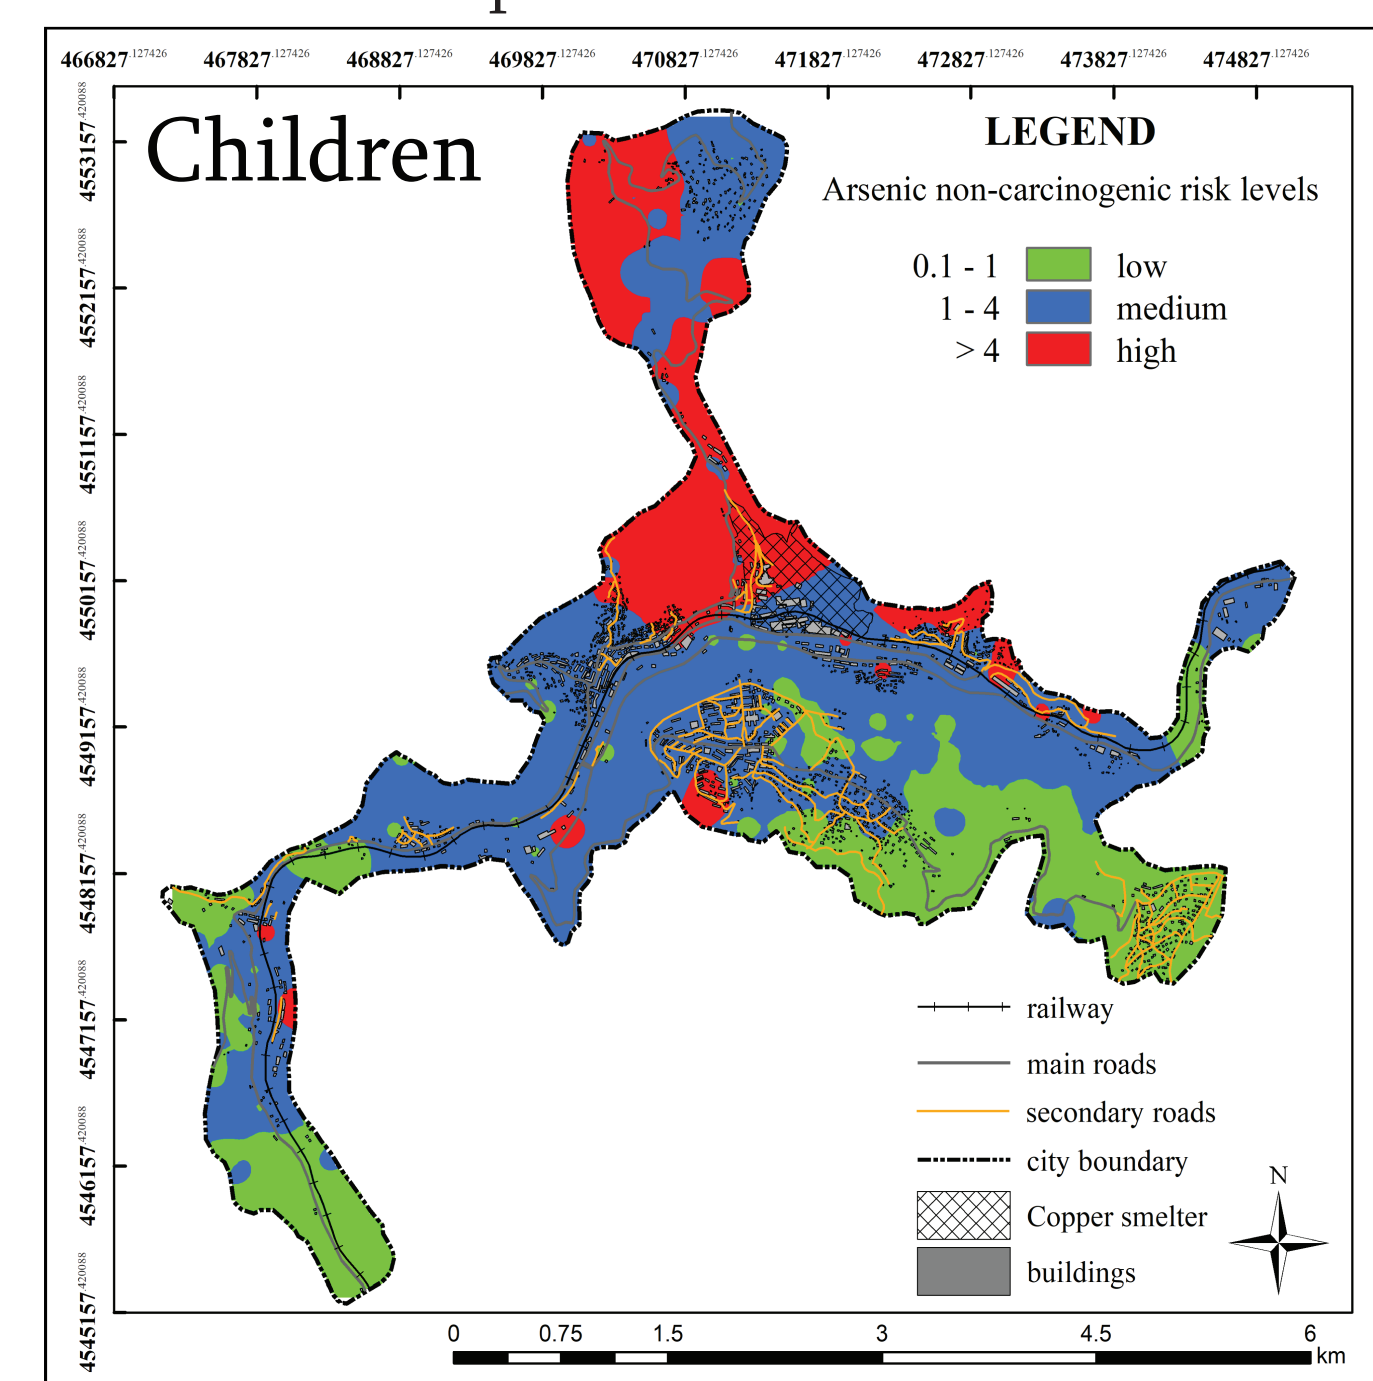 466827.127426 467827.127426 468827.127426 469827.127426 470827.127426 471827.127426 472827.127426 473827.127426 474827.127426
4553157.420088
4552157.420088
4551157.420088
4550157.420088
4549157.420088
4548157.420088
4547157.420088
4546157.420088
4545157.420088
Children
LEGEND
Arsenic non-carcinogenic risk levels
0.1 - 1 low
1 - 4 medium
> 4 high
railway
main roads
secondary roads
city boundary
Copper smelter
buildings
N
0 0.75 1.5 3 4.5 6
km